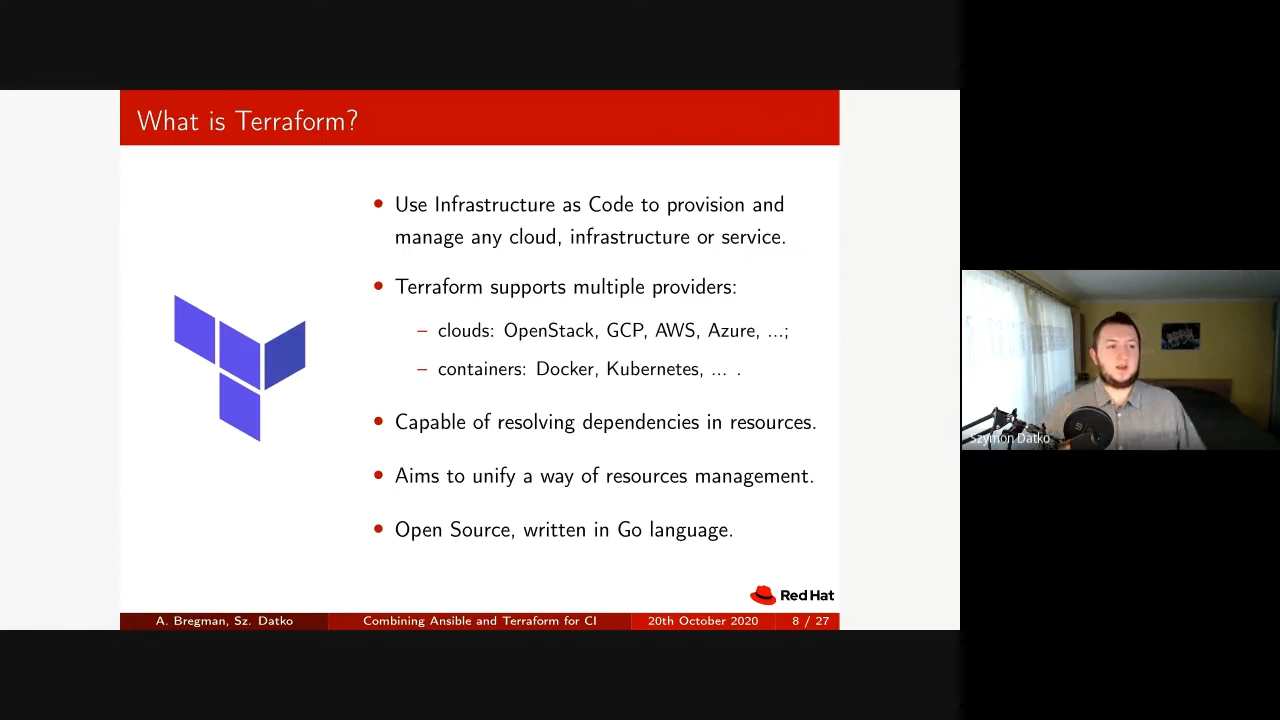 What is Terraform?
• Use Infrastructure as Code to provision and
manage any cloud, infrastructure or service.
• Terraform supports multiple providers:
– clouds: OpenStack, GCP, AWS, Azure, ...;
– containers: Docker, Kubernetes, ... .
• Capable of resolving dependencies in resources.
• Aims to unify a way of resources management.
• Open Source, written in Go language.
Red Hat
A. Bregman, Sz. Datko
Combining Ansible and Terraform for CI
20th October 2020
8 / 27
Szymon Datko